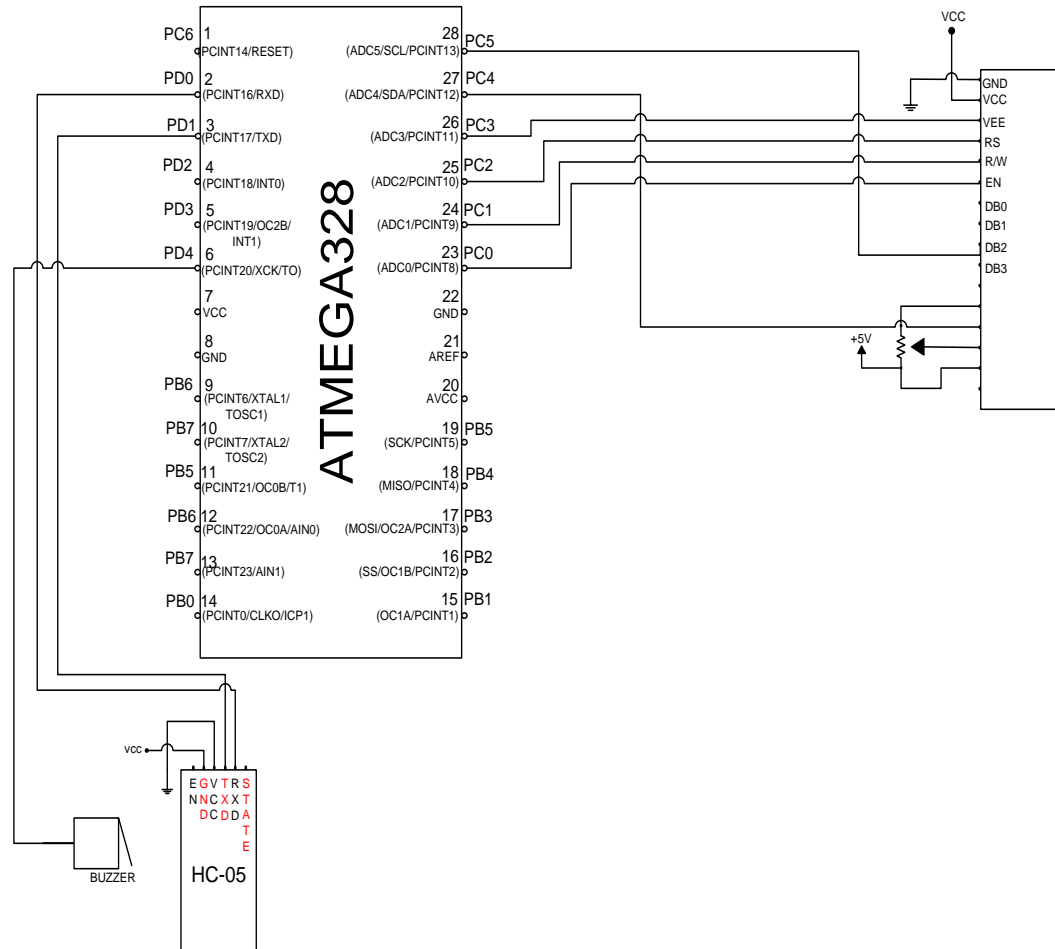 PC6 1
PCINT14/RESET)
PD0 2
(PCINT16/RXD)
PD1 3
(PCINT17/TXD)
PD2 4
(PCINT18/INT0)
PD3 5
(PCINT19/OC2B/
INT1)
PD4 6
(PCINT20/XCK/TO)
7
VCC
8
GND
PB6 9
(PCINT6/XTAL1/
TOSC1)
PB7 10
(PCINT7/XTAL2/
TOSC2)
PB5 11
(PCINT21/OC0B/T1)
PB6 12
(PCINT22/OC0A/AIN0)
PB7 13
(PCINT23/AIN1)
PB0 14
(PCINT0/CLKO/ICP1)
ATMEGA328
28 PC5
(ADC5/SCL/PCINT13)
27 PC4
(ADC4/SDA/PCINT12)
26 PC3
(ADC3/PCINT11)
25 PC2
(ADC2/PCINT10)
24 PC1
(ADC1/PCINT9)
23 PC0
(ADC0/PCINT8)
22
GND
21
AREF
20
AVCC
19 PB5
(SCK/PCINT5)
18 PB4
(MISO/PCINT4)
17 PB3
(MOSI/OC2A/PCINT3)
16 PB2
(SS/OC1B/PCINT2)
15 PB1
(OC1A/PCINT1)
VCC
GND
VCC
VEE
RS
R/W
EN
DB0
DB1
DB2
DB3
+5V
VCC
EN
GND
VCC
TXD
RXD
STATE
HC-05
BUZZER